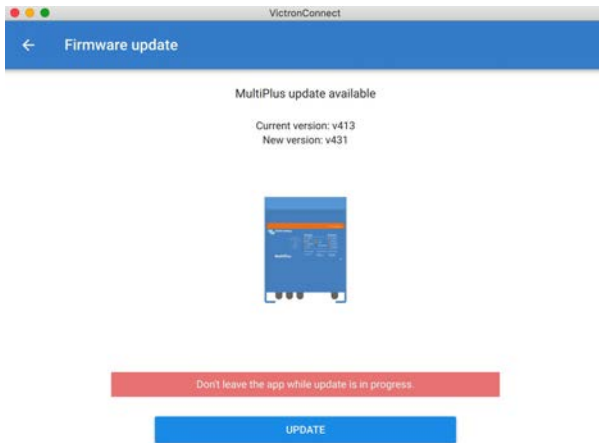 VictronConnect
Firmware update
MultiPlus update available
Current version: v413
New version: v431
MultiPlus
Don't leave the app while update is in progress.
UPDATE